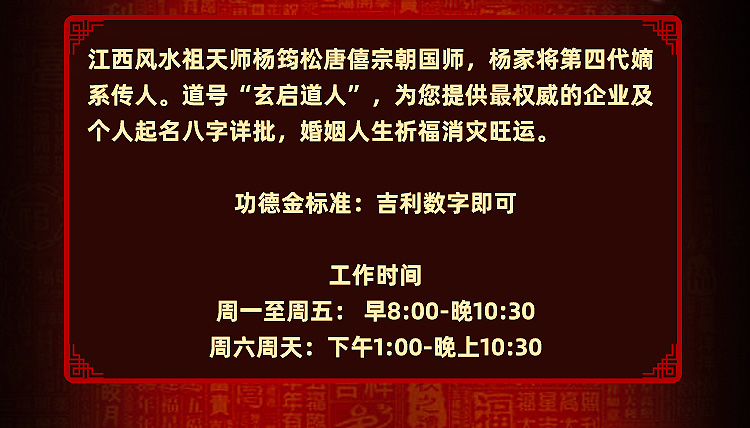 江西风水祖天师杨筠松唐僖宗朝国师，杨家将第四代嫡
系传人。道号“玄启道人”，为您提供最权威的企业及
个人起名八字详批，婚姻人生祈福消灾旺运。
功德金标准：吉利数字即可
工作时间
周一至周五： 早8:00-晚10:30
周六周天：下午1:00-晚上10:30